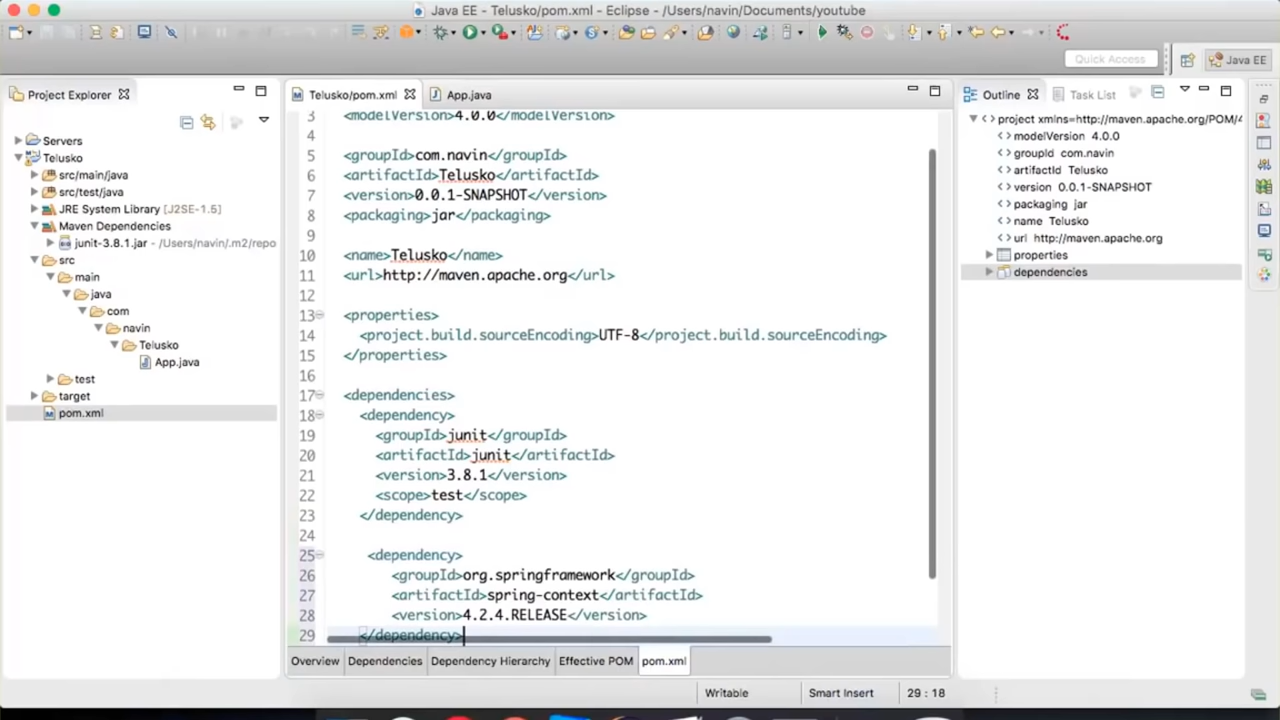 Java EE - Telusko/pom.xml - Eclipse - /Users/navin/Documents/youtube
Quick Access
Java EE
Project Explorer
Servers
Telusko
src/main/java
src/test/java
JRE System Library [J2SE-1.5]
Maven Dependencies
junit-3.8.1.jar - /Users/navin/.m2/repo
src
main
java
com
navin
Telusko
App.java
test
target
pom.xml
Telusko/pom.xml
App.java
3 <modelVersion>4.0.0</modelVersion>
4
5 <groupId>com.navin</groupId>
6 <artifactId>Telusko</artifactId>
7 <version>0.0.1-SNAPSHOT</version>
8 <packaging>jar</packaging>
9
10 <name>Telusko</name>
11 <url>http://maven.apache.org</url>
12
13 <properties>
14 <project.build.sourceEncoding>UTF-8</project.build.sourceEncoding>
15 </properties>
16
17 <dependencies>
18 <dependency>
19 <groupId>junit</groupId>
20 <artifactId>junit</artifactId>
21 <version>3.8.1</version>
22 <scope>test</scope>
23 </dependency>
24
25 <dependency>
26 <groupId>org.springframework</groupId>
27 <artifactId>spring-context</artifactId>
28 <version>4.2.4.RELEASE</version>
29 </dependency>
Overview
Dependencies
Dependency Hierarchy
Effective POM
pom.xml
Outline
Task List
project xmlns=http://maven.apache.org/POM/4
modelVersion 4.0.0
groupId com.navin
artifactId Telusko
version 0.0.1-SNAPSHOT
packaging jar
name Telusko
url http://maven.apache.org
properties
dependencies
Writable
Smart Insert
29 : 18